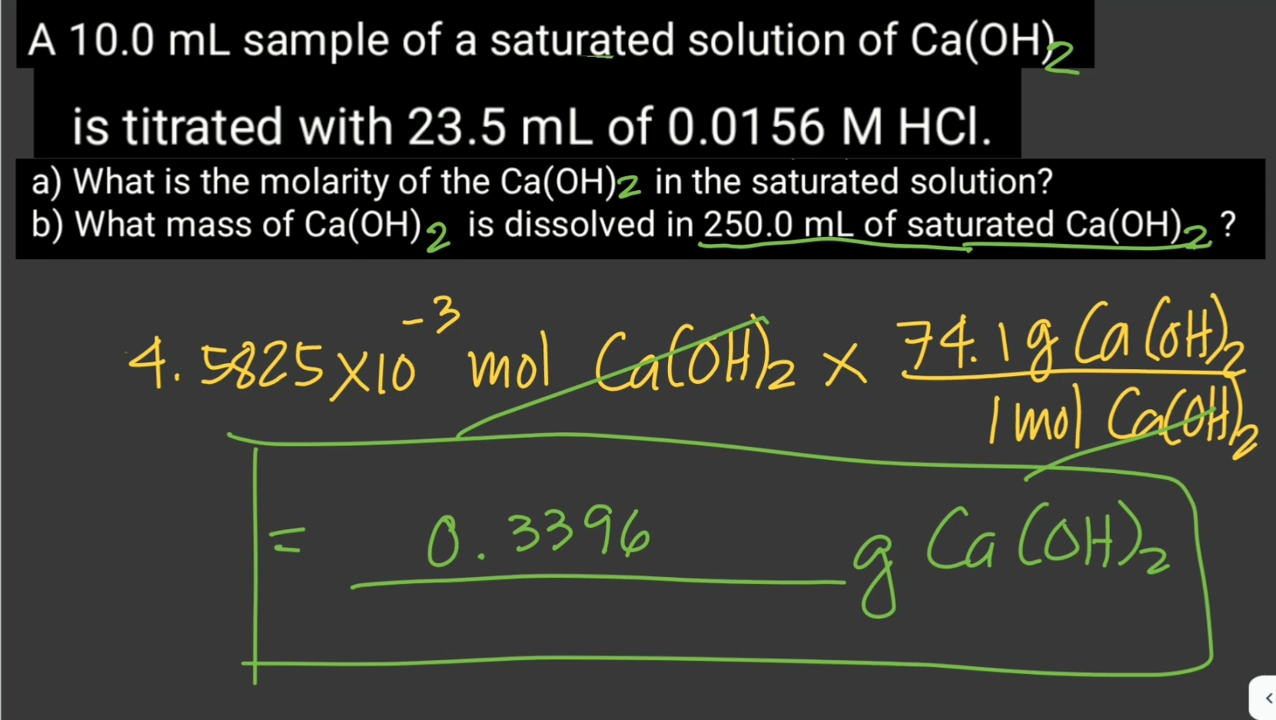 A 10.0 mL sample of a saturated solution of Ca(OH)2
is titrated with 23.5 mL of 0.0156 M HCl.
a) What is the molarity of the Ca(OH)2 in the saturated solution?
b) What mass of Ca(OH)2 is dissolved in 250.0 mL of saturated Ca(OH)2 ?
4.5825×10⁻³ mol Ca(OH)₂ × 74.1 g Ca(OH)₂
1 mol Ca(OH)₂
= 0.3396 g Ca(OH)₂